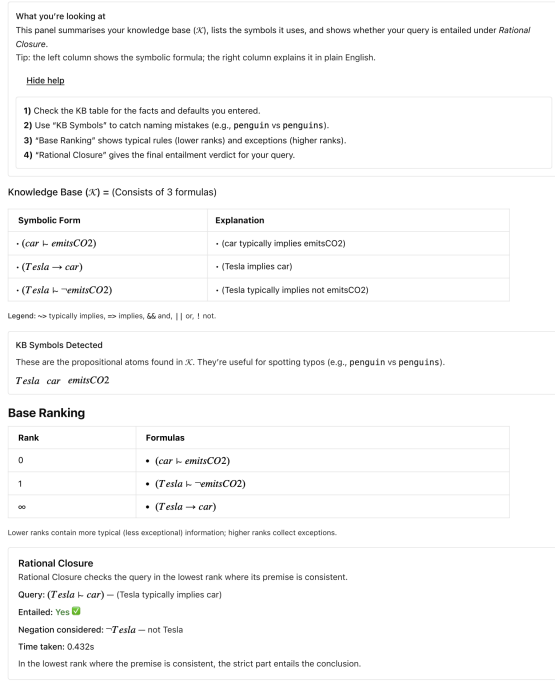 What you're looking at
This panel summarises your knowledge base (𝒦), lists the symbols it uses, and shows whether your query is entailed under Rational
Closure.
Tip: the left column shows the symbolic formula; the right column explains it in plain English.
Hide help
1) Check the KB table for the facts and defaults you entered.
2) Use “KB Symbols” to catch naming mistakes (e.g., penguin vs penguins).
3) “Base Ranking” shows typical rules (lower ranks) and exceptions (higher ranks).
4) “Rational Closure” gives the final entailment verdict for your query.
Knowledge Base (𝒦) = (Consists of 3 formulas)
Symbolic Form Explanation
· (car ⊢ emitsCO2) · (car typically implies emitsCO2)
· (Tesla → car) · (Tesla implies car)
· (Tesla ⊢ ¬emitsCO2) · (Tesla typically implies not emitsCO2)
Legend: ~> typically implies, => implies, && and, || or, ! not.
KB Symbols Detected
These are the propositional atoms found in 𝒦. They're useful for spotting typos (e.g., penguin vs penguins).
Tesla car emitsCO2
Base Ranking
Rank Formulas
0 • (car ⊢ emitsCO2)
1 • (Tesla ⊢ ¬emitsCO2)
∞ • (Tesla → car)
Lower ranks contain more typical (less exceptional) information; higher ranks collect exceptions.
Rational Closure
Rational Closure checks the query in the lowest rank where its premise is consistent.
Query: (Tesla ⊢ car) — (Tesla typically implies car)
Entailed: Yes ✅
Negation considered: ¬Tesla — not Tesla
Time taken: 0.432s
In the lowest rank where the premise is consistent, the strict part entails the conclusion.